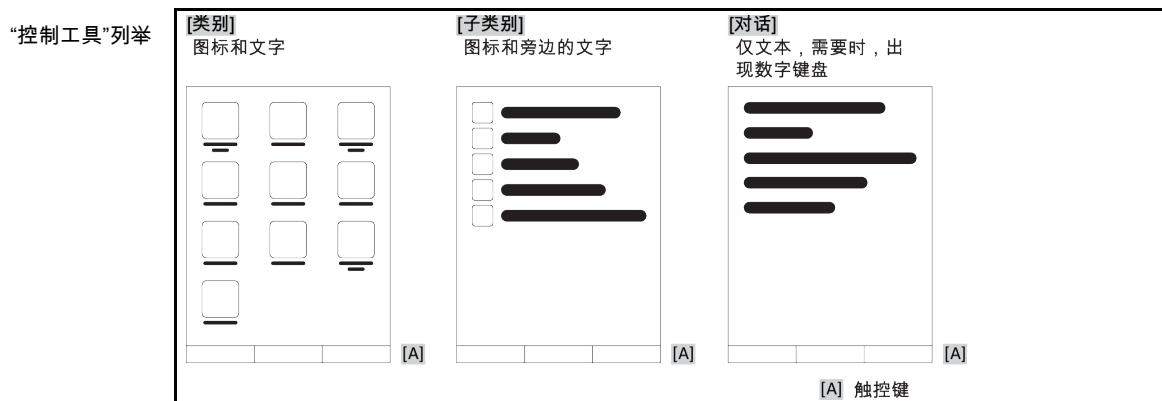 “控制工具”列举
[类别]
图标和文字
[子类别]
图标和旁边的文字
[对话]
仅文本，需要时，出
现数字键盘
[A]
[A]
[A]
[A] 触控键